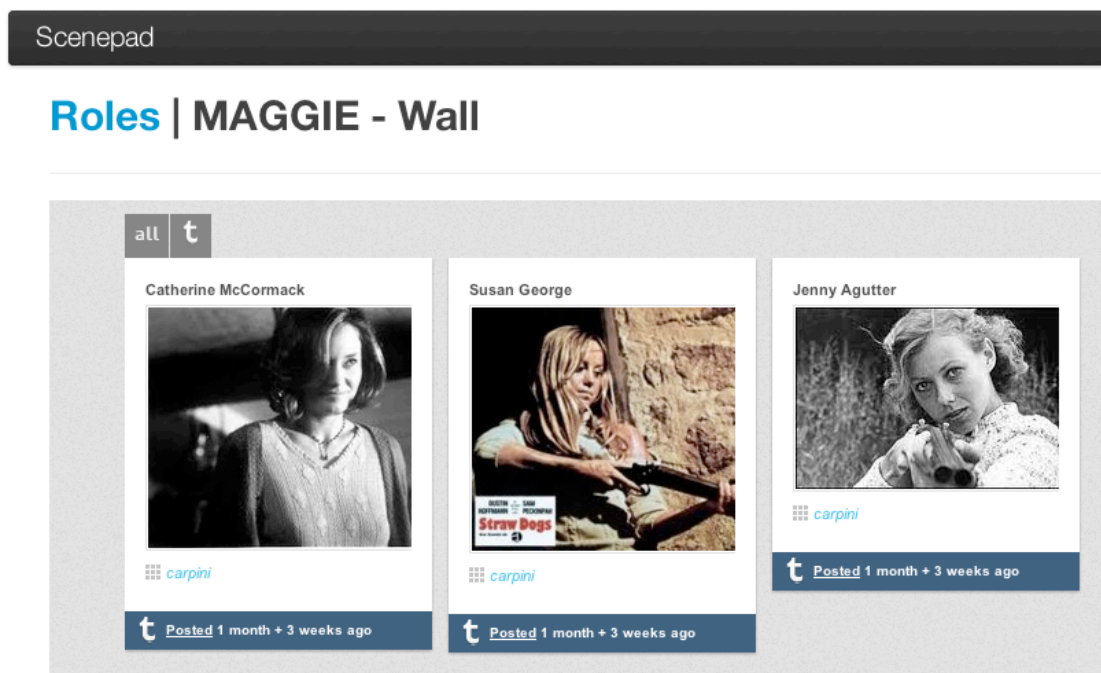 Scenepad
Roles | MAGGIE - Wall
all t
Catherine McCormack
carpini
t Posted 1 month + 3 weeks ago
Susan George
DUSTIN HOFFMANN SAM PECKINPAH
Straw Dogs
carpini
t Posted 1 month + 3 weeks ago
Jenny Agutter
carpini
t Posted 1 month + 3 weeks ago